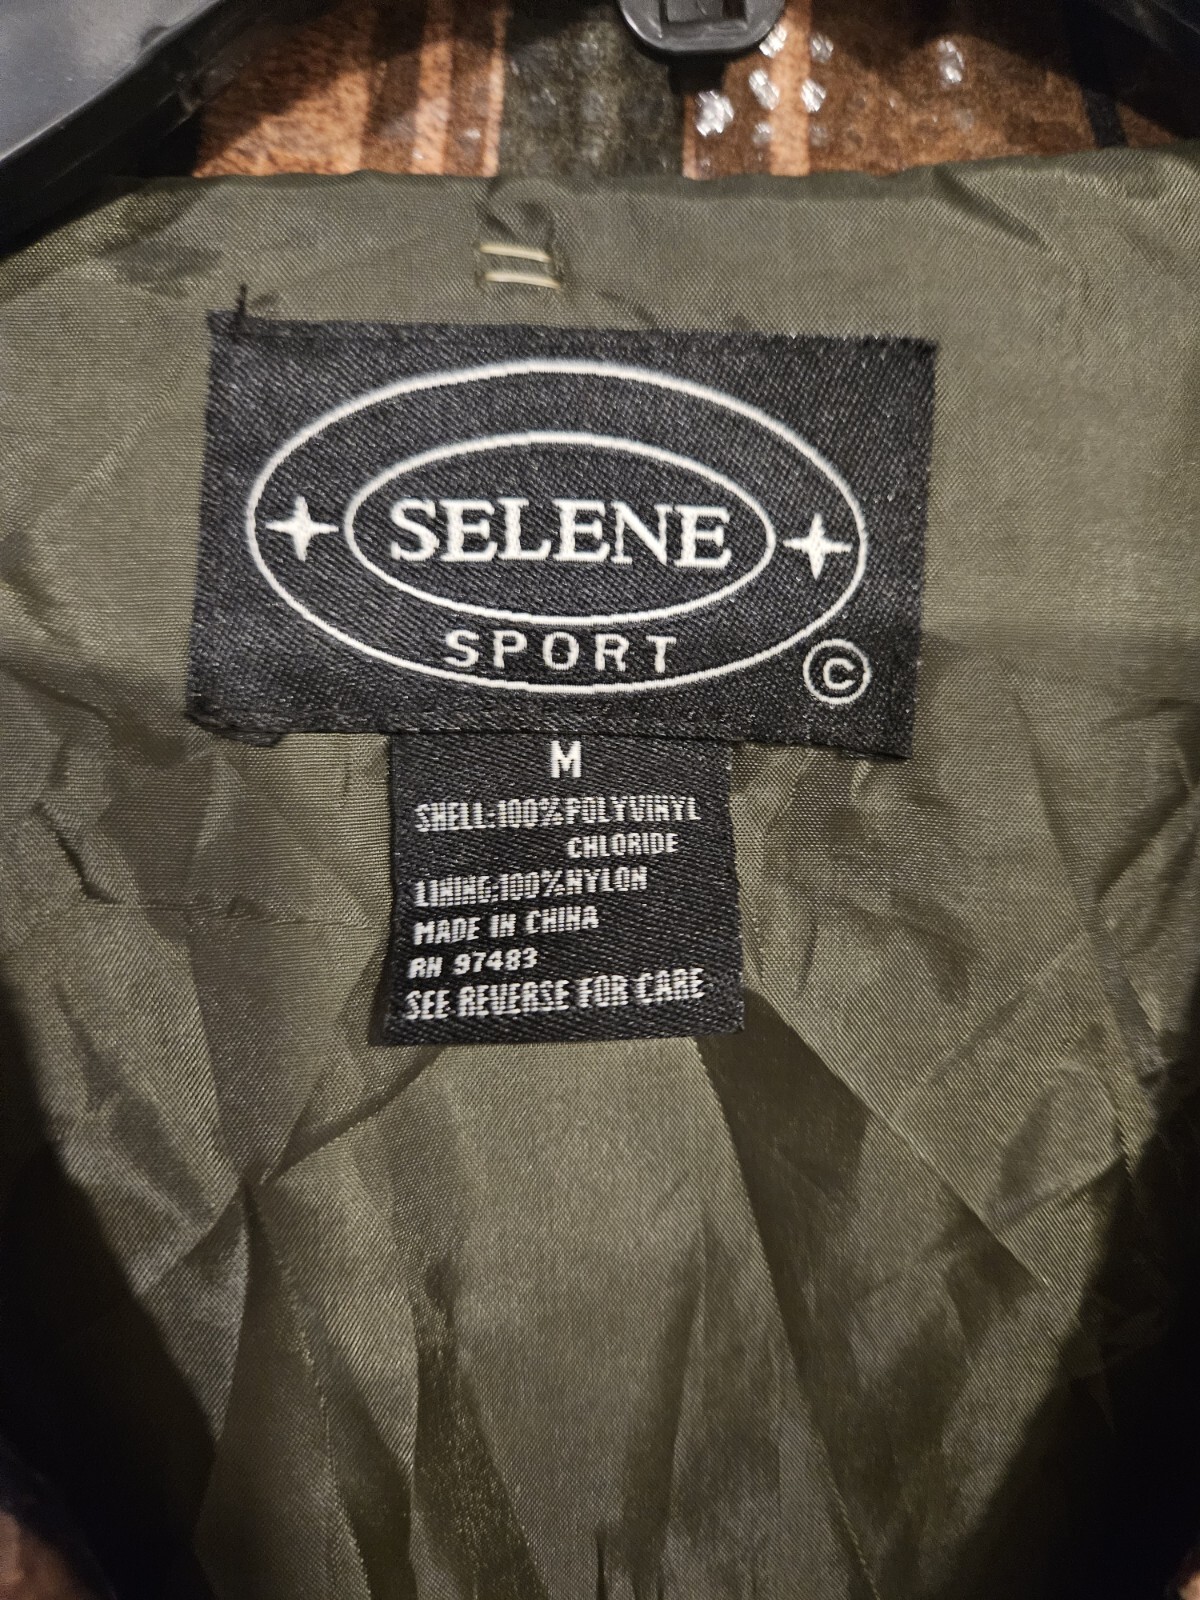 SELENE
SPORT
©
M
SHELL:100%POLYVINYL
CHLORIDE
LINING:100%NYLON
MADE IN CHINA
RN 97483
SEE REVERSE FOR CARE